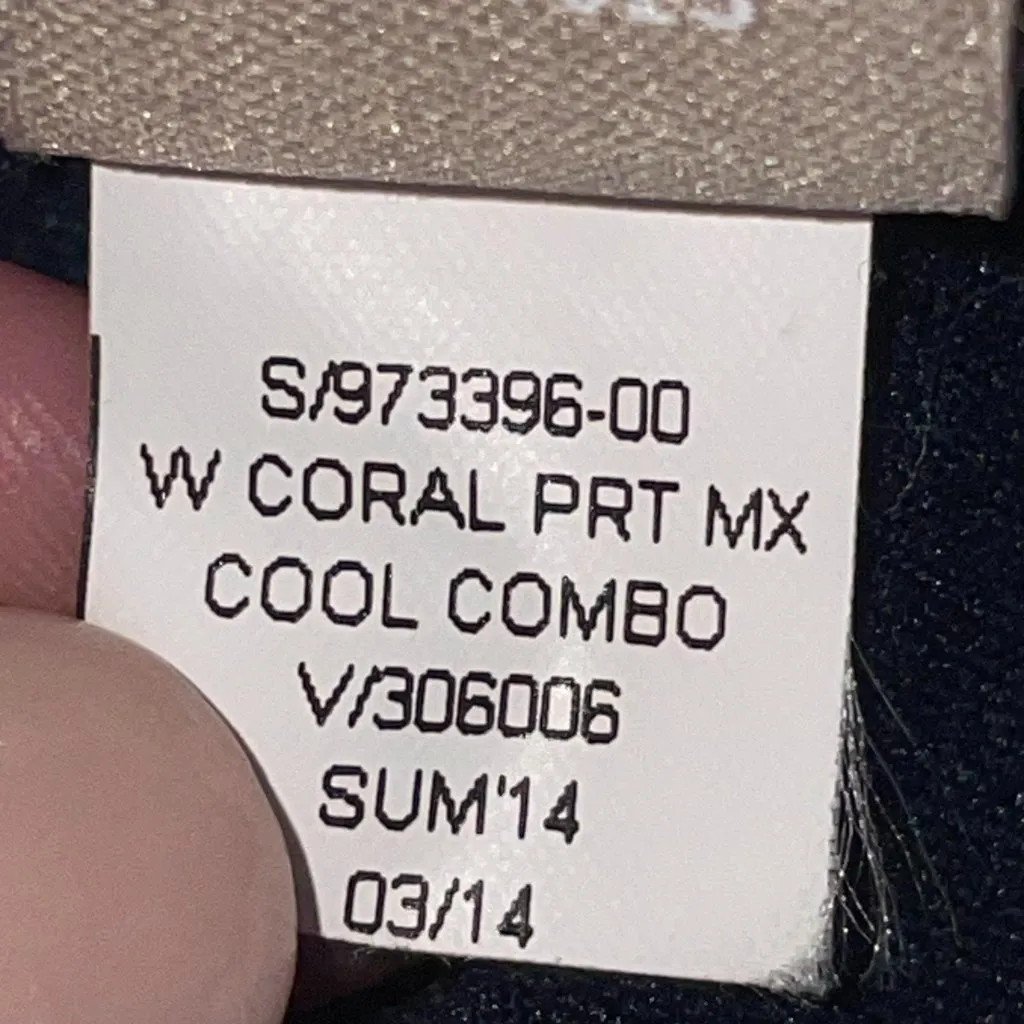 S/973396-00
W CORAL PRT MX
COOL COMBO
V/306006
SUM'14
03/14